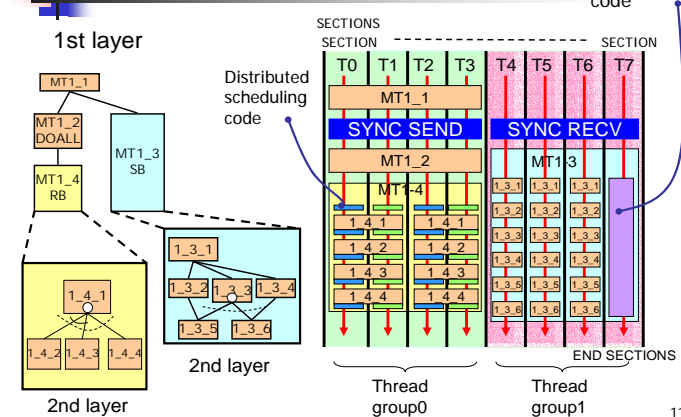 code
1st layer
MT1_1
MT1_2
DOALL
MT1_3
SB
MT1_4
RB
1_4_1
1_4_2
1_4_3
1_4_4
2nd layer
1_3_1
1_3_2
1_3_3
1_3_4
1_3_5
1_3_6
2nd layer
Distributed
scheduling
code
SECTIONS
SECTION
SECTION
T0 T1 T2 T3 T4 T5 T6 T7
MT1_1
SYNC SEND
SYNC RECV
MT1_2
MT1-3
MT1-4
1_4_1 1_4_1
1_4_2 1_4_2
1_4_3 1_4_3
1_4_4 1_4_4
1_3_1 1_3_1 1_3_1
1_3_2 1_3_2 1_3_2
1_3_3 1_3_3 1_3_3
1_3_4 1_3_4 1_3_4
1_3_5 1_3_5 1_3_5
1_3_6 1_3_6 1_3_6
END SECTIONS
Thread
group0
Thread
group1